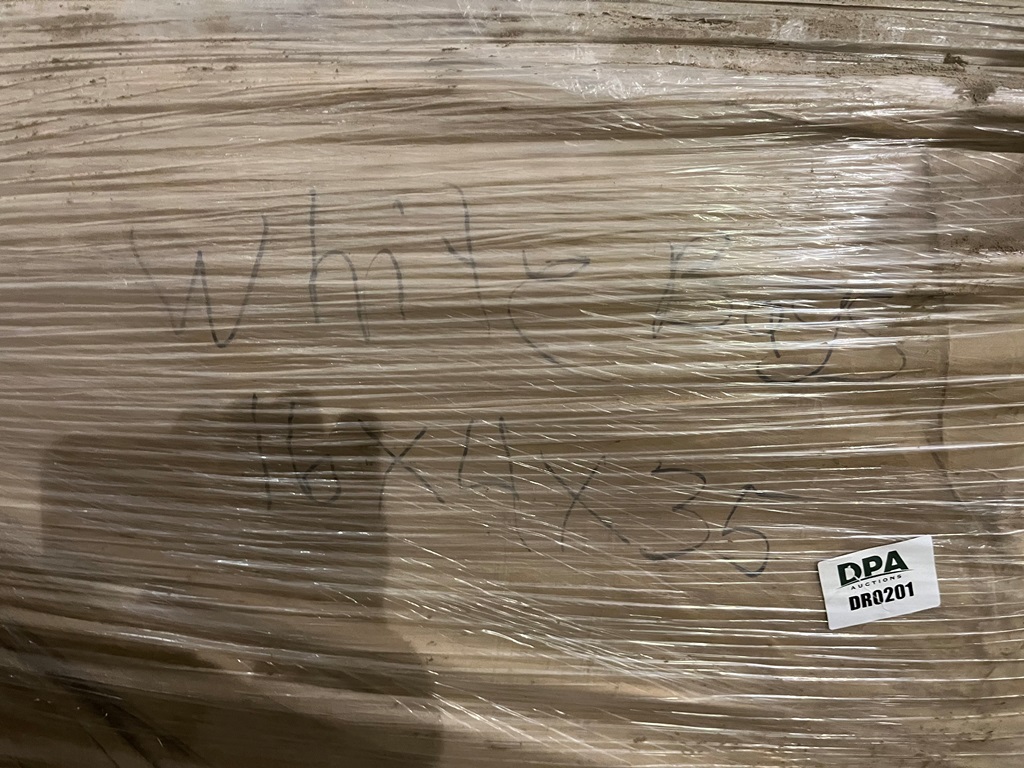 White Bags
16x4x35
DPA
AUCTIONS
DR0201